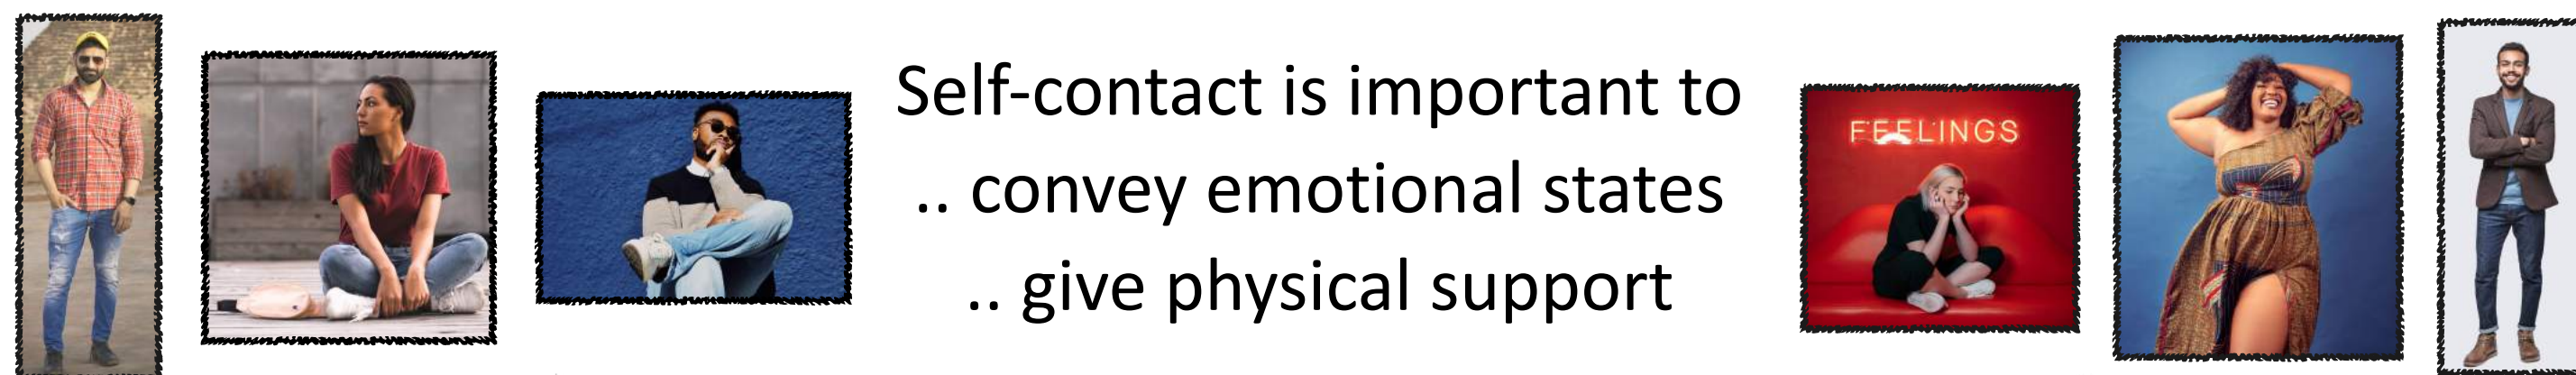 Self-contact is important to
.. convey emotional states
.. give physical support
FEELINGS